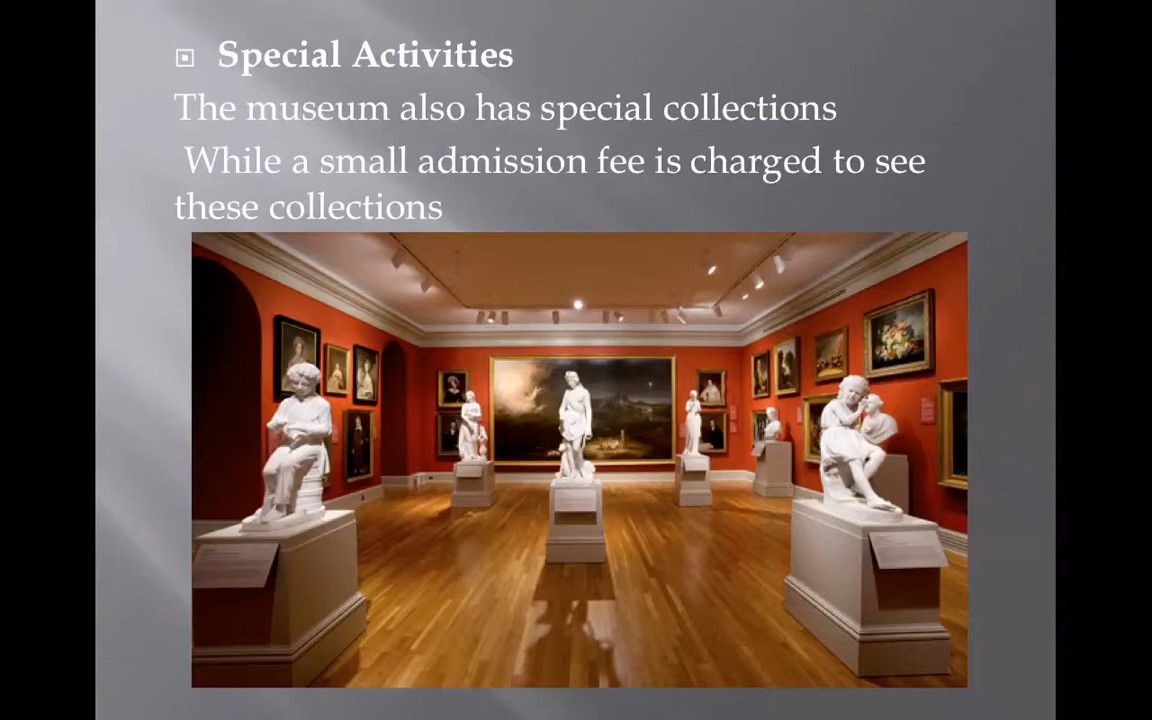 Special Activities
The museum also has special collections
While a small admission fee is charged to see
these collections